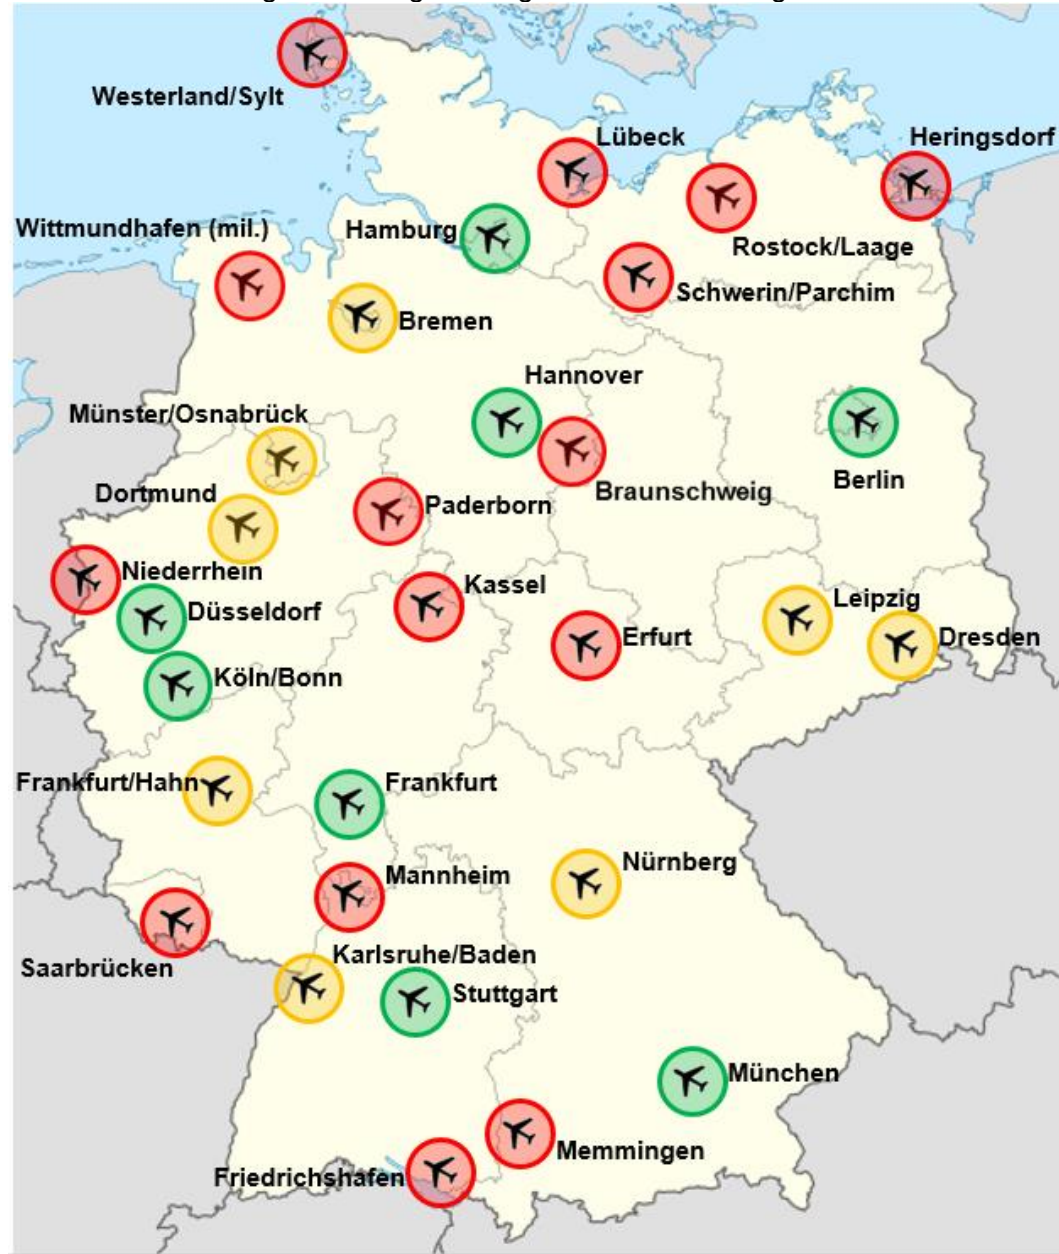 Westerland/Sylt
Lübeck
Heringsdorf
Wittmundhafen (mil.)
Hamburg
Rostock/Laage
Schwerin/Parchim
Bremen
Hannover
Münster/Osnabrück
Dortmund
Paderborn
Braunschweig
Berlin
Niederrhein
Düsseldorf
Kassel
Leipzig
Erfurt
Dresden
Köln/Bonn
Frankfurt/Hahn
Frankfurt
Nürnberg
Mannheim
Saarbrücken
Karlsruhe/Baden
Stuttgart
München
Memmingen
Friedrichshafen